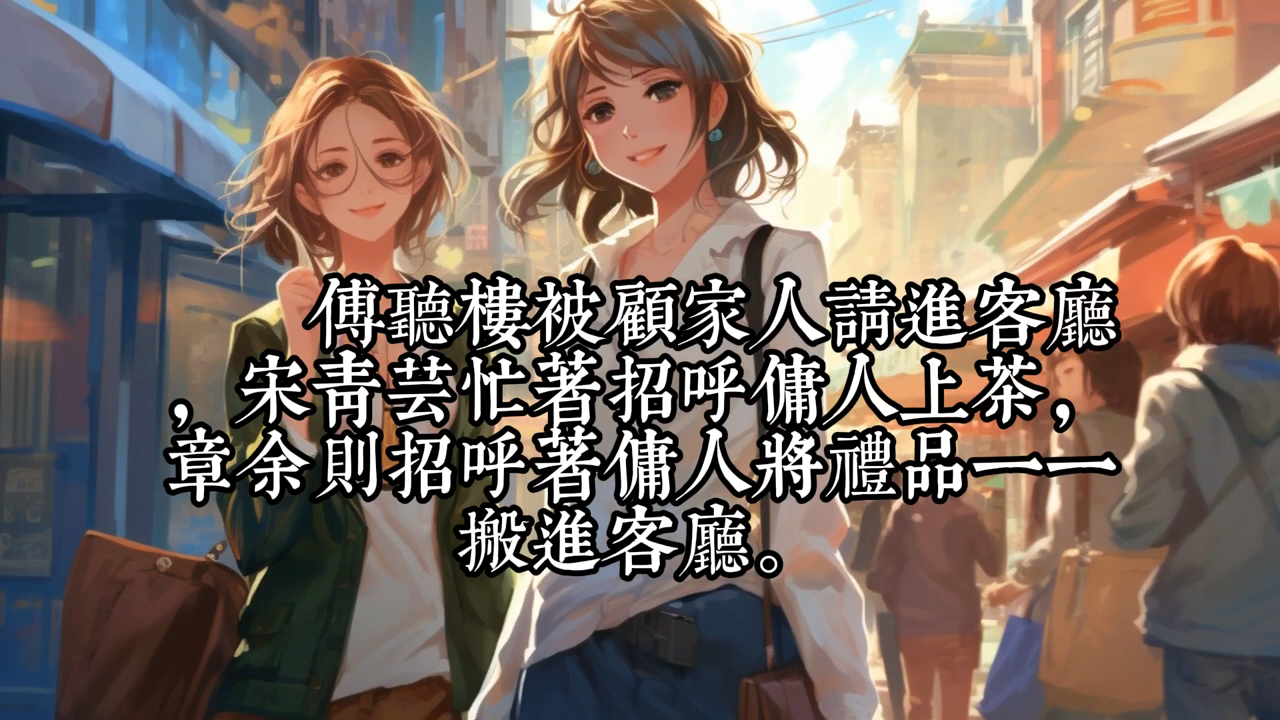 傅聽樓被顧家人請進客廳
，宋青芸忙著招呼傭人上茶，
章余則招呼著傭人將禮品一一
搬進客廳。